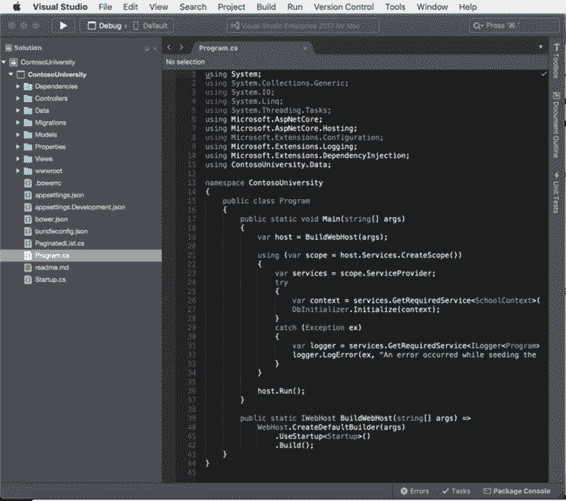 Visual Studio File Edit View Search Project Build Run Version Control Tools Window Help
Debug Default Visual Studio Enterprise 2017 for Mac Press '⌘.'
Solution
ContosoUniversity
ContosoUniversity
Dependencies
Controllers
Data
Migrations
Models
Properties
Views
wwwroot
.bowerrc
appsettings.json
appsettings.Development.json
bower.json
bundleconfig.json
PaginatedList.cs
Program.cs
readme.md
Startup.cs
Program.cs
No selection
1 using System;
2 using System.Collections.Generic;
3 using System.IO;
4 using System.Linq;
5 using System.Threading.Tasks;
6 using Microsoft.AspNetCore;
7 using Microsoft.AspNetCore.Hosting;
8 using Microsoft.Extensions.Configuration;
9 using Microsoft.Extensions.Logging;
10 using Microsoft.Extensions.DependencyInjection;
11 using ContosoUniversity.Data;
12
13 namespace ContosoUniversity
14 {
15 public class Program
16 {
17 public static void Main(string[] args)
18 {
19 var host = BuildWebHost(args);
20
21 using (var scope = host.Services.CreateScope())
22 {
23 var services = scope.ServiceProvider;
24 try
25 {
26 var context = services.GetRequiredService<SchoolContext>(
27 DbInitializer.Initialize(context);
28 }
29 catch (Exception ex)
30 {
31 var logger = services.GetRequiredService<ILogger<Program>
32 logger.LogError(ex, "An error occurred while seeding the
33 }
34 }
35
36 host.Run();
37 }
38
39 public static IWebHost BuildWebHost(string[] args) =>
40 WebHost.CreateDefaultBuilder(args)
41 .UseStartup<Startup>()
42 .Build();
43 }
44 }
45
Toolbox
Document Outline
Unit Tests
Errors Tasks Package Console